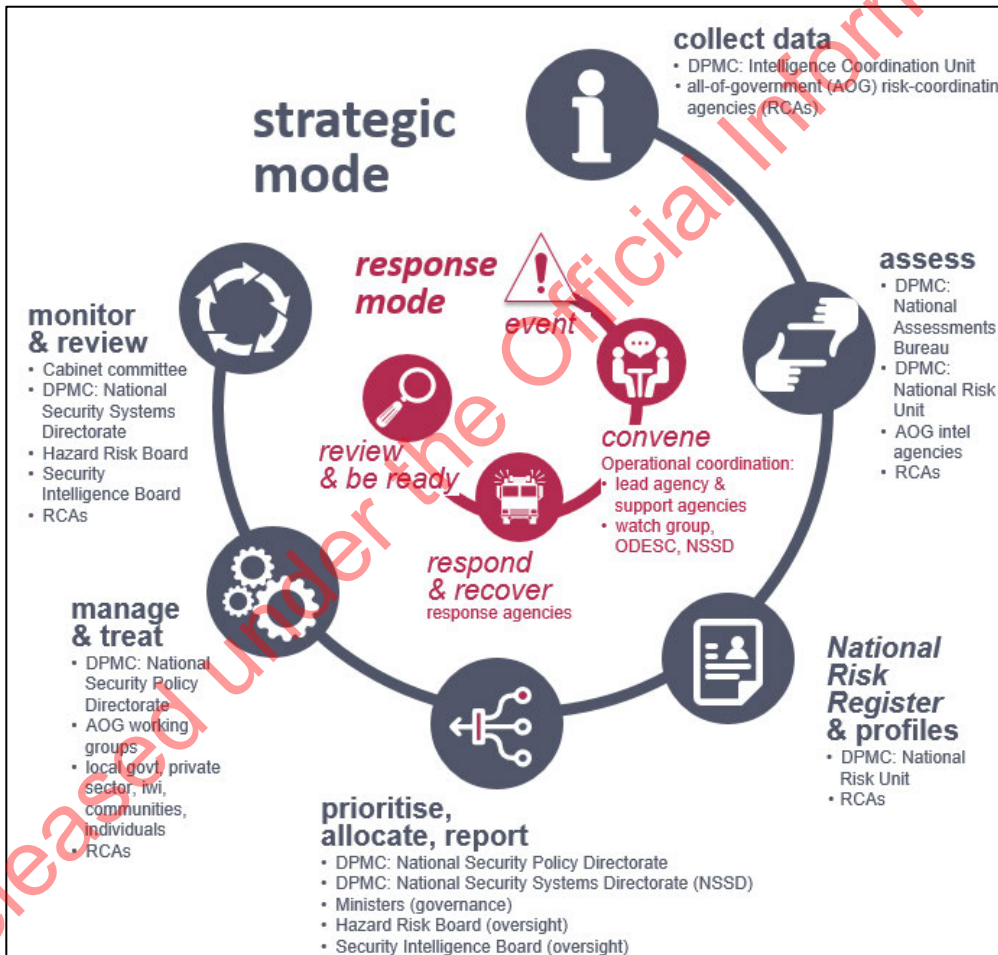 collect data
• DPMC: Intelligence Coordination Unit
• all-of-government (AOG) risk-coordinatin
agencies (RCAs)
strategic
mode
response
mode
event
assess
• DPMC:
National
Assessments
Bureau
• DPMC:
National Risk
Unit
• AOG intel
agencies
• RCAs
monitor
& review
• Cabinet committee
• DPMC: National
Security Systems
Directorate
• Hazard Risk Board
• Security
Intelligence Board
• RCAs
convene
Operational coordination:
• lead agency &
support agencies
• watch group,
ODESC, NSSD
review
& be ready
respond
& recover
response agencies
manage
& treat
• DPMC: National
Security Policy
Directorate
• AOG working
groups
• local govt, private
sector, iwi,
communities,
individuals
• RCAs
National
Risk
Register
& profiles
• DPMC: National
Risk Unit
• RCAs
prioritise,
allocate, report
• DPMC: National Security Policy Directorate
• DPMC: National Security Systems Directorate (NSSD)
• Ministers (governance)
• Hazard Risk Board (oversight)
• Security Intelligence Board (oversight)
eleased under the Official Inform